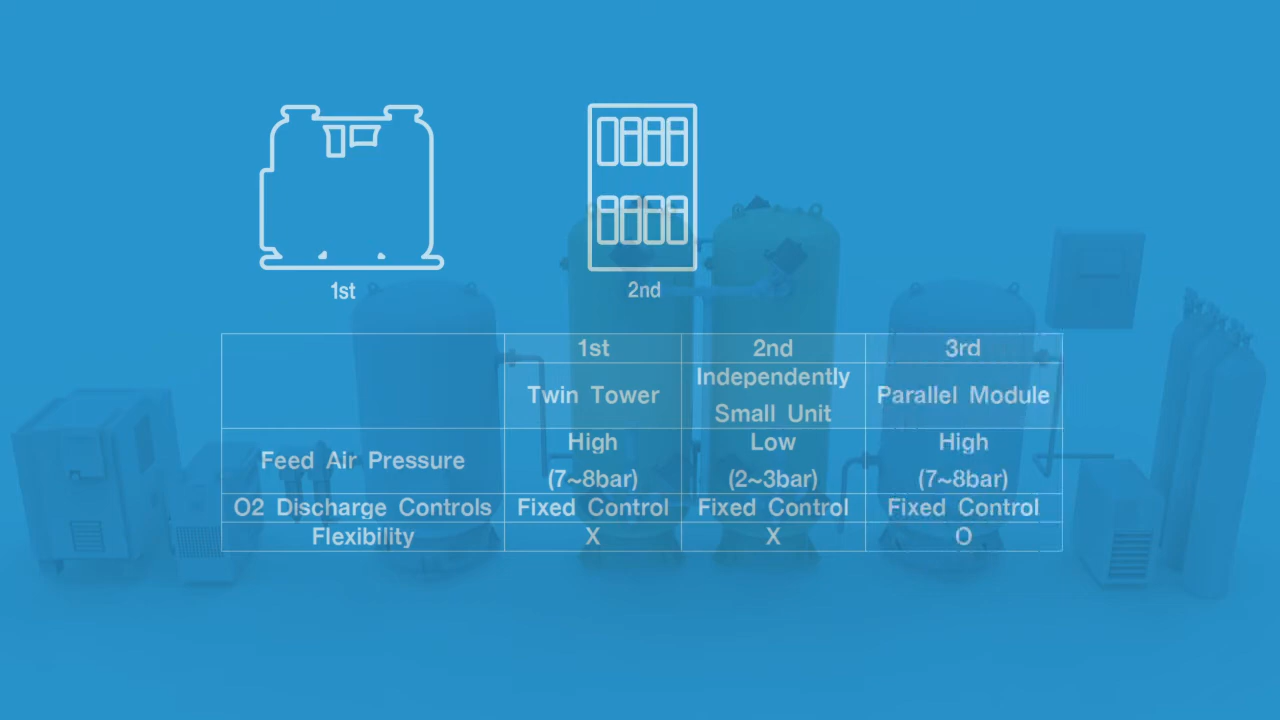 1st
2nd
1st 2nd 3rd
Twin Tower Independently Small Unit Parallel Module
Feed Air Pressure High (7~8bar) Low (2~3bar) High (7~8bar)
O2 Discharge Controls Fixed Control Fixed Control Fixed Control
Flexibility X X O